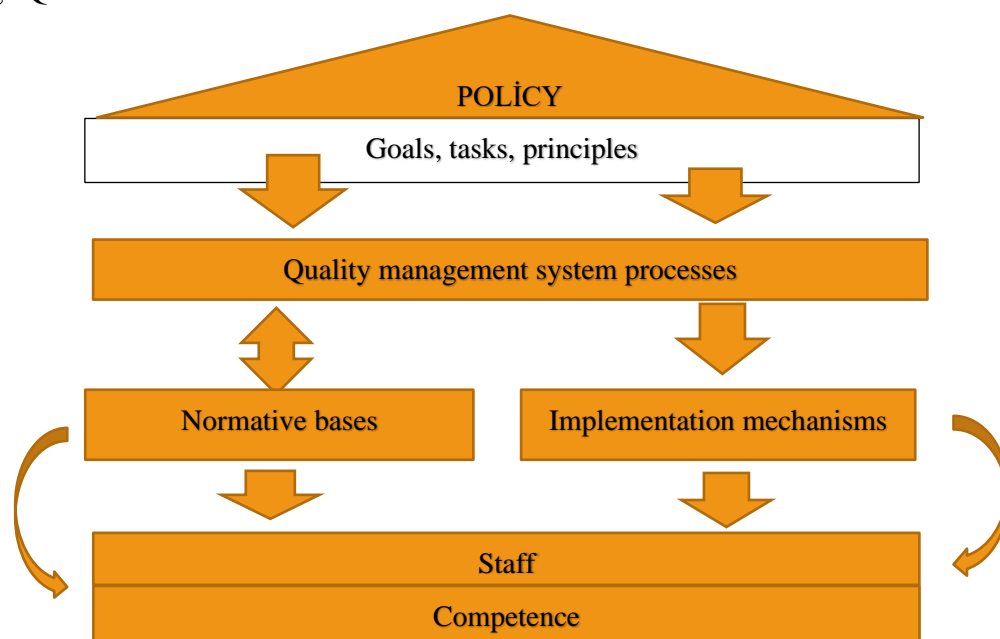 POLİCY
Goals, tasks, principles
Quality management system processes
Normative bases
Implementation mechanisms
Staff
Competence